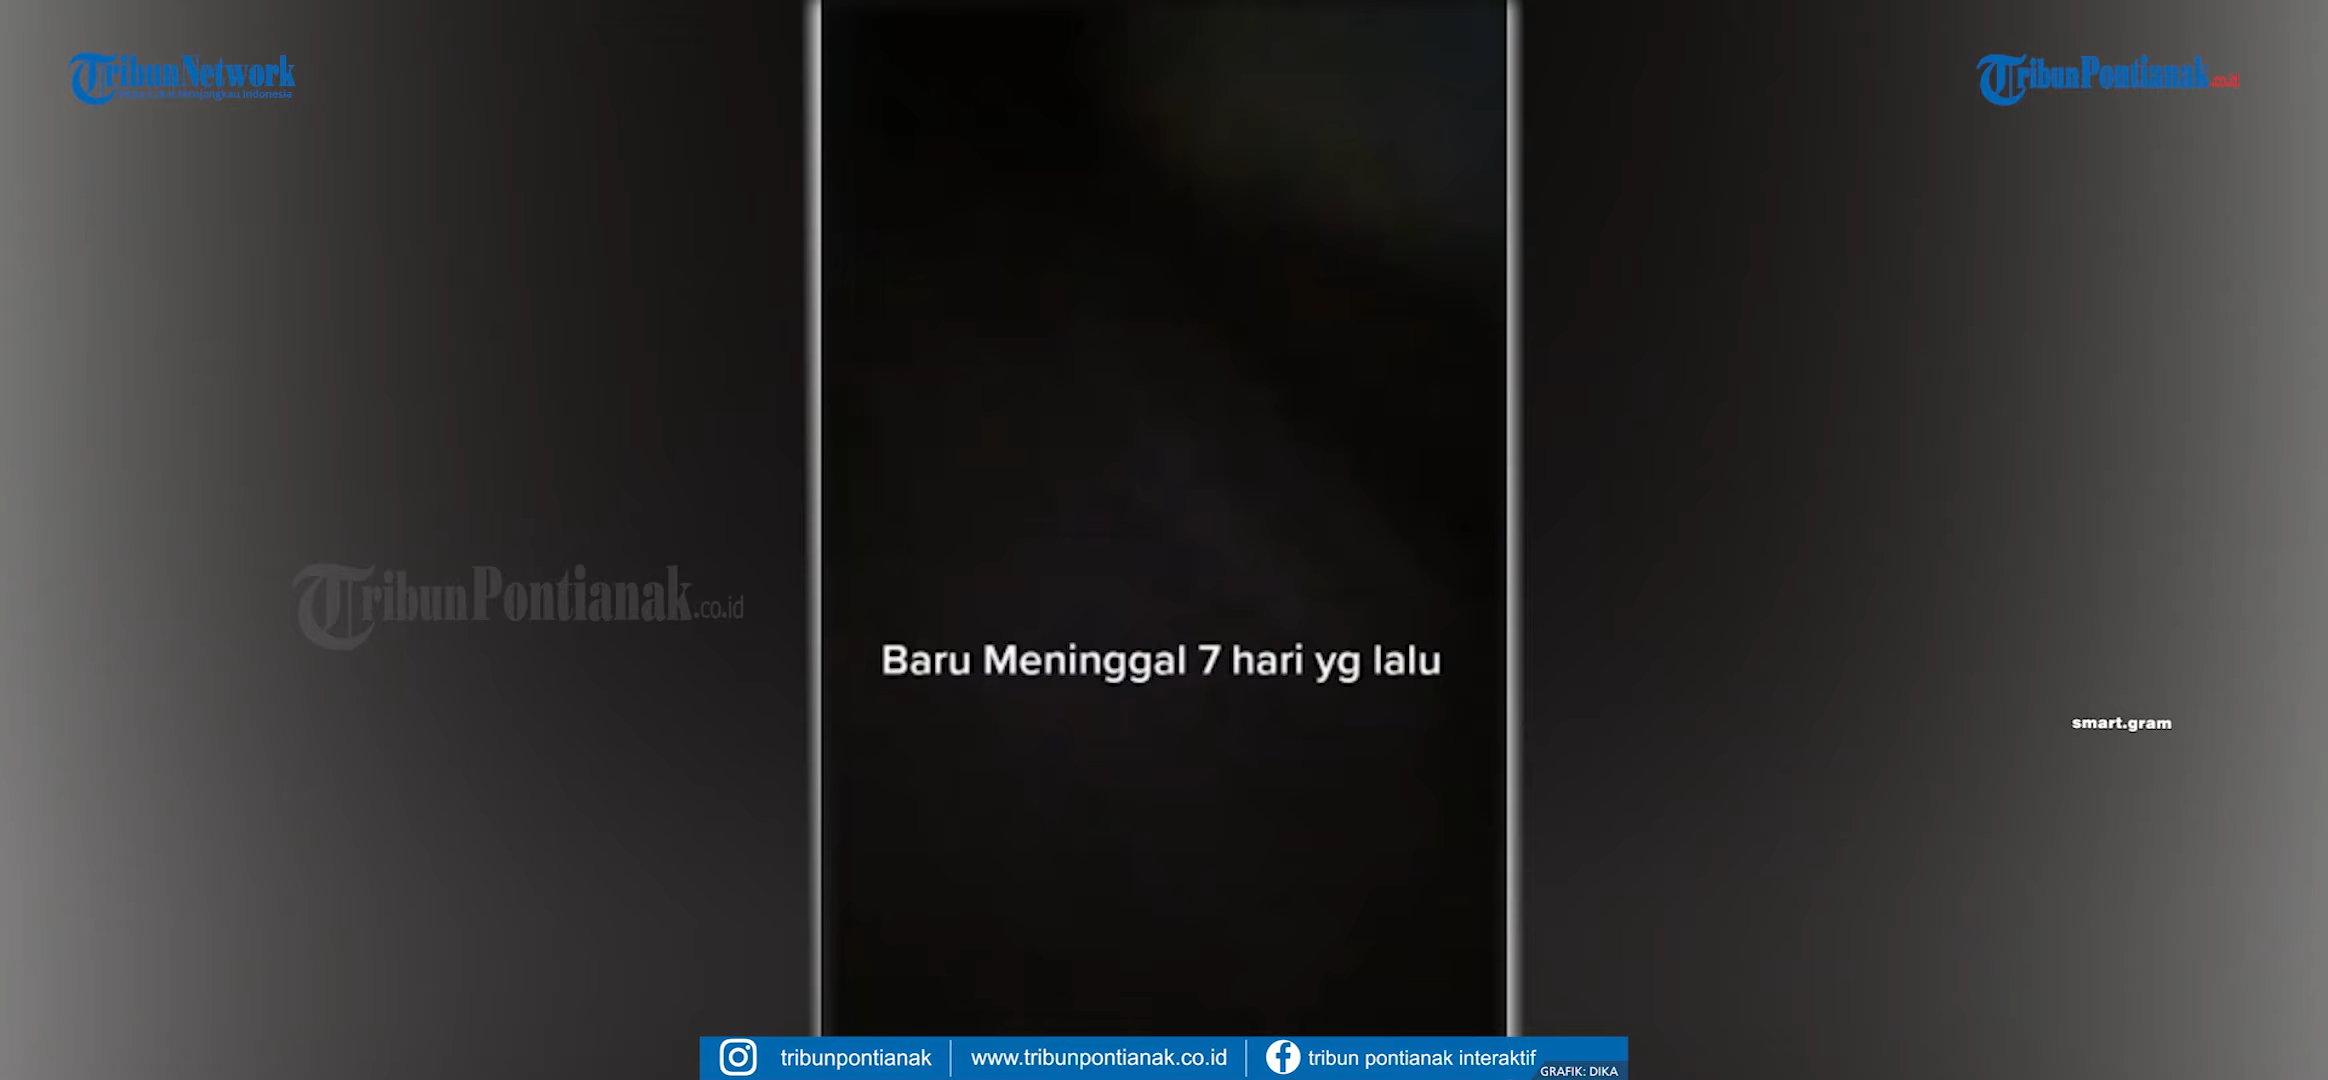 TribunNetwork
TribunPontianak.co.id
TribunPontianak.co.id
Baru Meninggal 7 hari yg lalu
smart.gram
tribunpontianak
www.tribunpontianak.co.id
tribun pontianak interaktif
GRAFIK: DIKA